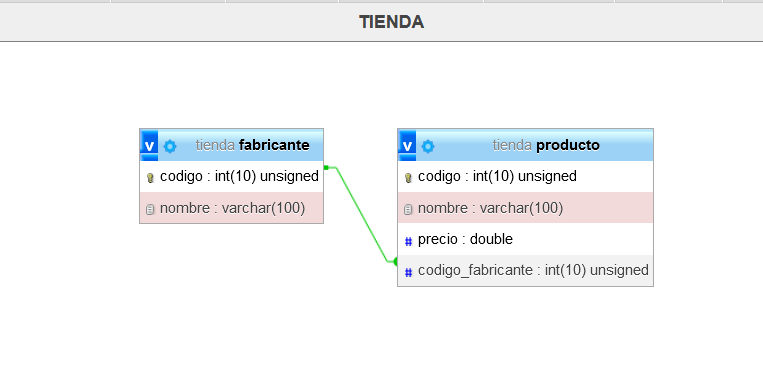 TIENDA
v tienda fabricante
codigo : int(10) unsigned
nombre : varchar(100)
v tienda producto
codigo : int(10) unsigned
nombre : varchar(100)
# precio : double
# codigo_fabricante : int(10) unsigned